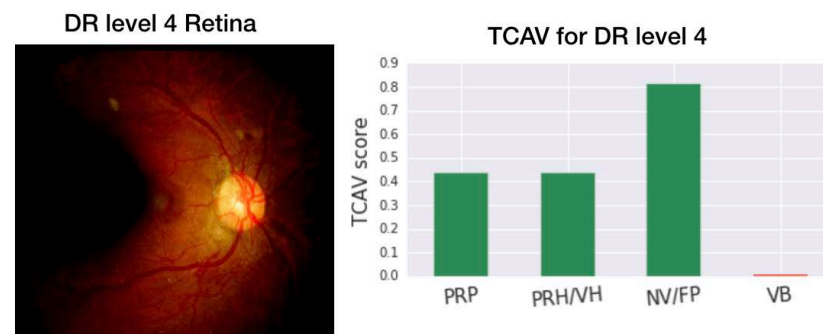 DR level 4 Retina
TCAV for DR level 4
TCAV score
0.9
0.8
0.7
0.6
0.5
0.4
0.3
0.2
0.1
0.0
PRP
PRH/VH
NV/FP
VB